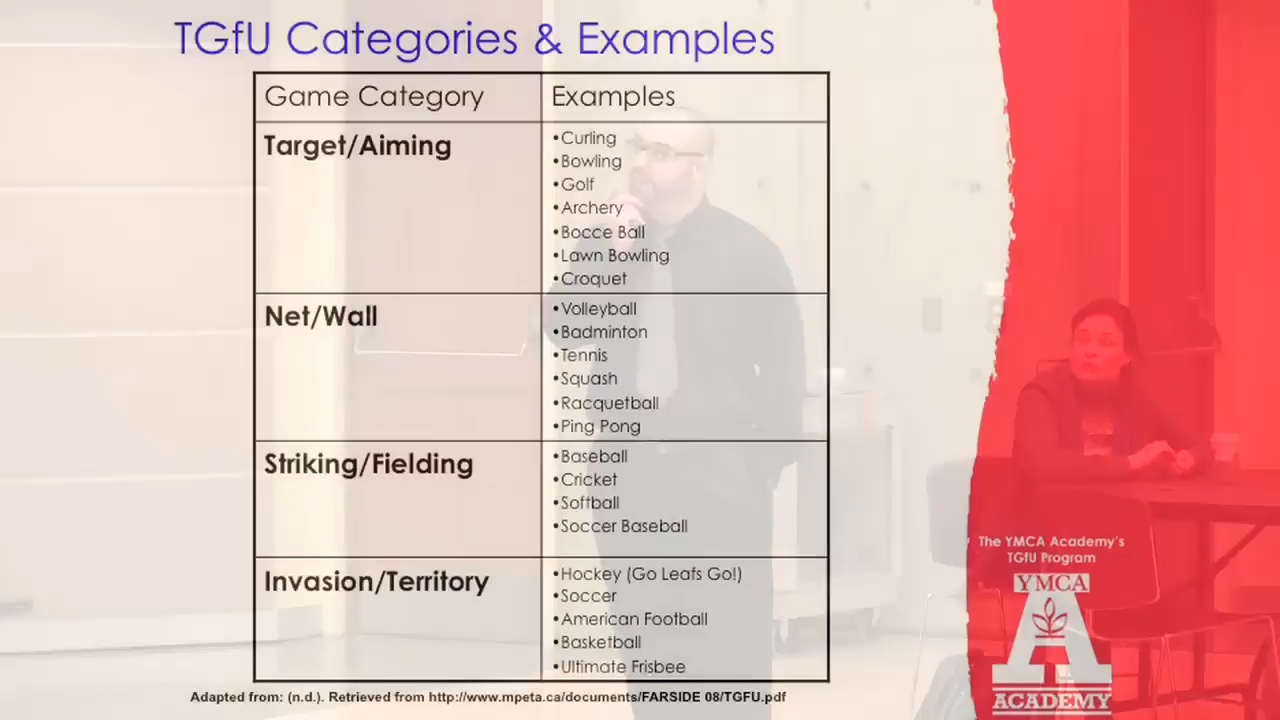 TGfU Categories & Examples
Game Category
Examples
Target/Aiming
•Curling
•Bowling
•Golf
•Archery
•Bocce Ball
•Lawn Bowling
•Croquet
Net/Wall
•Volleyball
•Badminton
•Tennis
•Squash
•Racquetball
•Ping Pong
Striking/Fielding
•Baseball
•Cricket
•Softball
•Soccer Baseball
Invasion/Territory
•Hockey (Go Leafs Go!)
•Soccer
•American Football
•Basketball
•Ultimate Frisbee
Adapted from: (n.d.). Retrieved from http://www.mpeta.ca/documents/FARSIDE 08/TGFU.pdf
The YMCA Academy's
TGfU Program
YMCA
A
ACADEMY